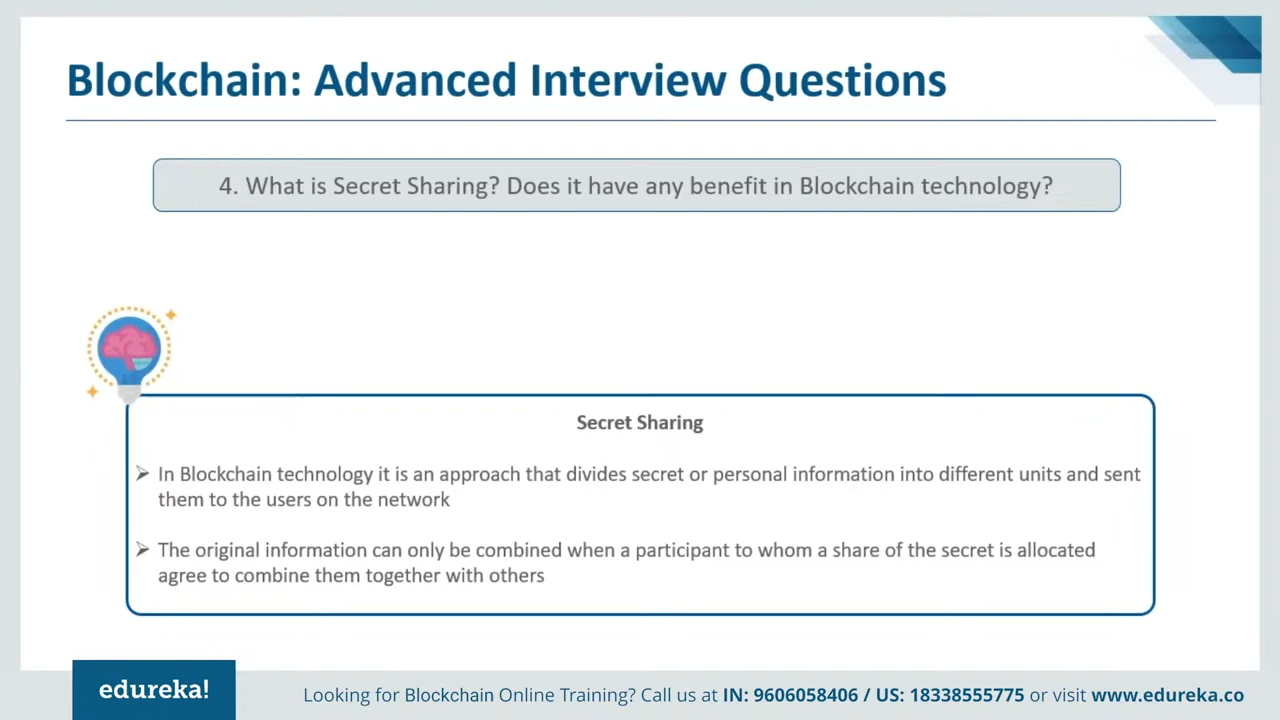 Blockchain: Advanced Interview Questions
4. What is Secret Sharing? Does it have any benefit in Blockchain technology?
Secret Sharing
➢ In Blockchain technology it is an approach that divides secret or personal information into different units and sent
them to the users on the network
➢ The original information can only be combined when a participant to whom a share of the secret is allocated
agree to combine them together with others
edureka!
Looking for Blockchain Online Training? Call us at IN: 9606058406 / US: 18338555775 or visit www.edureka.co